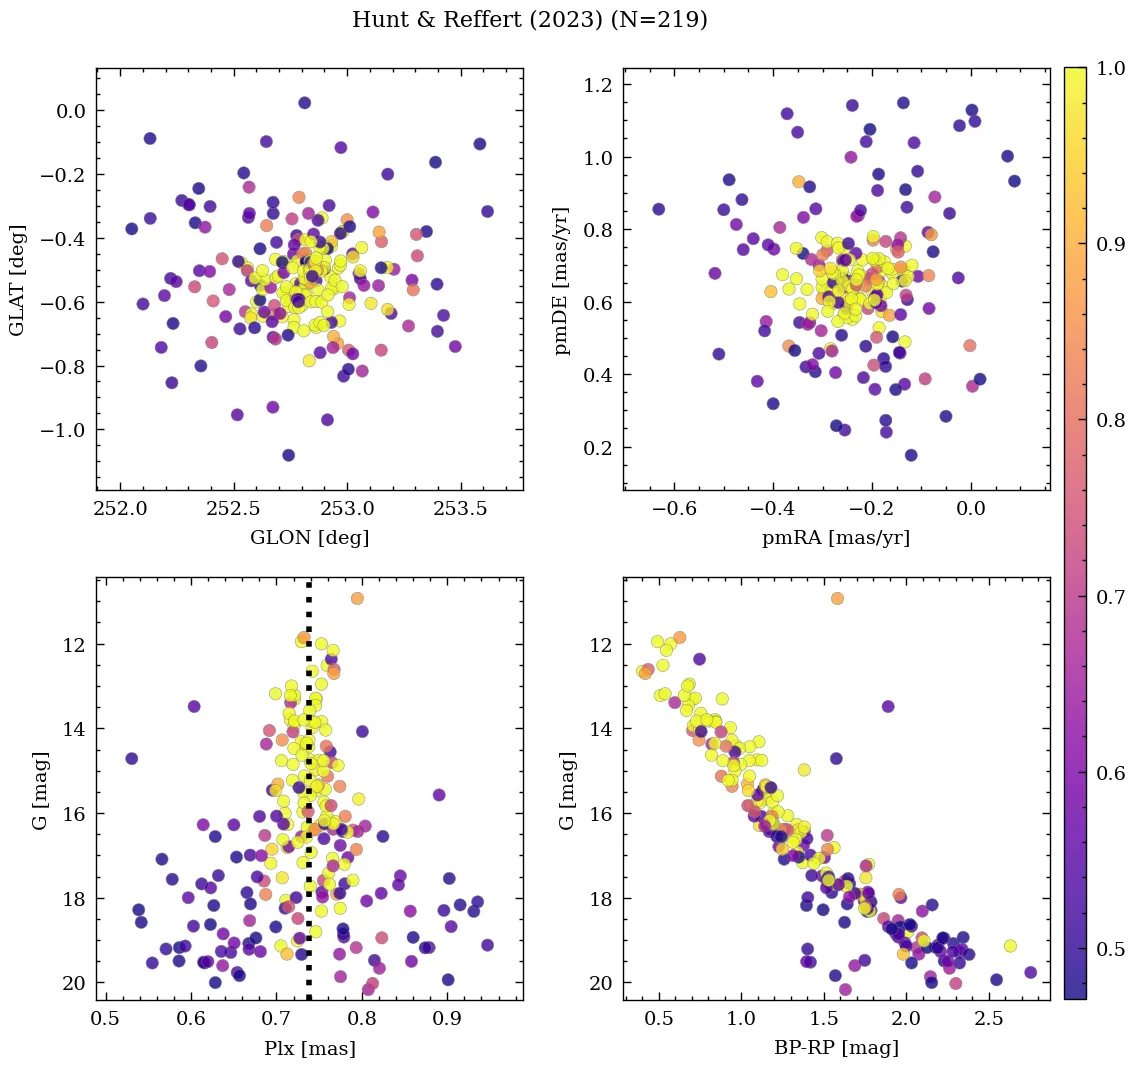 Hunt & Reffert (2023) (N=219)
0.0
−0.2
−0.4
−0.6
−0.8
−1.0
GLAT [deg]
252.0 252.5 253.0 253.5
GLON [deg]
1.2
1.0
0.8
0.6
0.4
0.2
pmDE [mas/yr]
−0.6 −0.4 −0.2 0.0
pmRA [mas/yr]
1.0
0.9
0.8
0.7
0.6
0.5
12
14
16
18
20
G [mag]
0.5 0.6 0.7 0.8 0.9
Plx [mas]
12
14
16
18
20
G [mag]
0.5 1.0 1.5 2.0 2.5
BP-RP [mag]